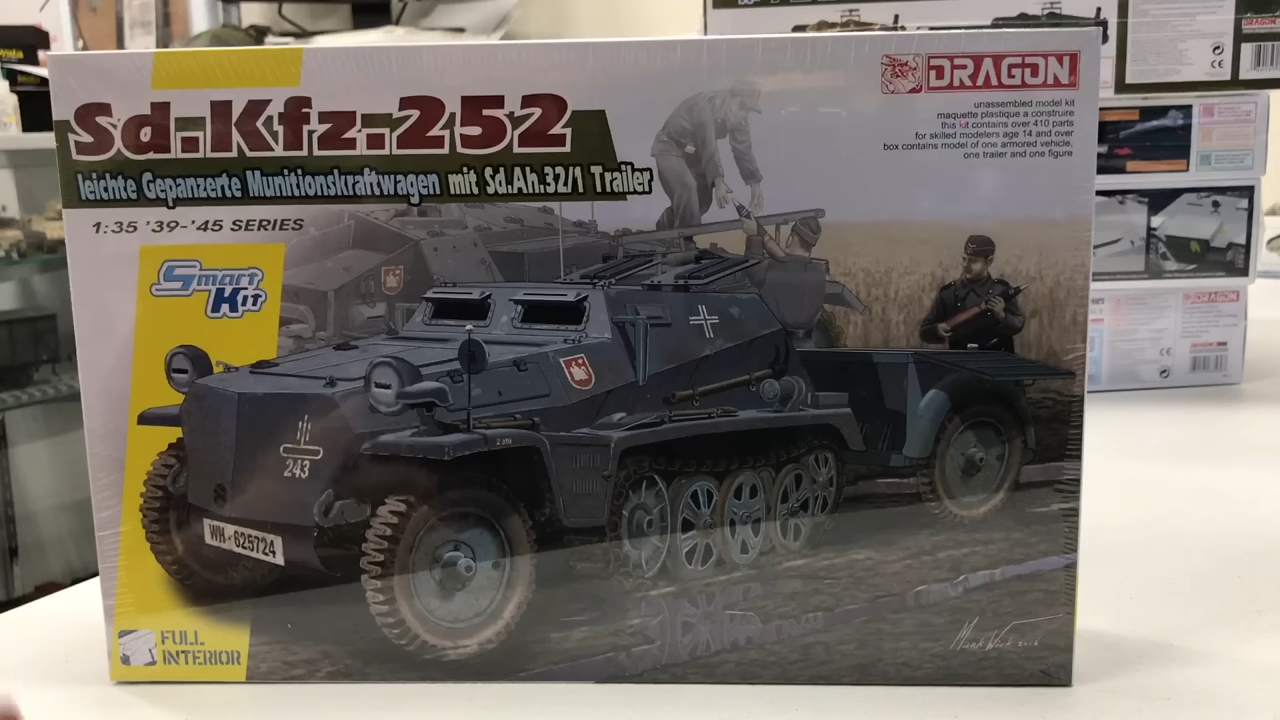 Sd.Kfz.252
leichte Gepanzerte Munitionskraftwagen mit Sd.Ah.32/1 Trailer
1:35 '39-'45 SERIES
Smart
Kit
DRAGON
unassembled model kit
maquette plastique a construire
this kit contains over 410 parts
for skilled modelers age 14 and over
box contains model of one armored vehicle,
one trailer and one figure
243
WH-625724
FULL
INTERIOR
DRAGON